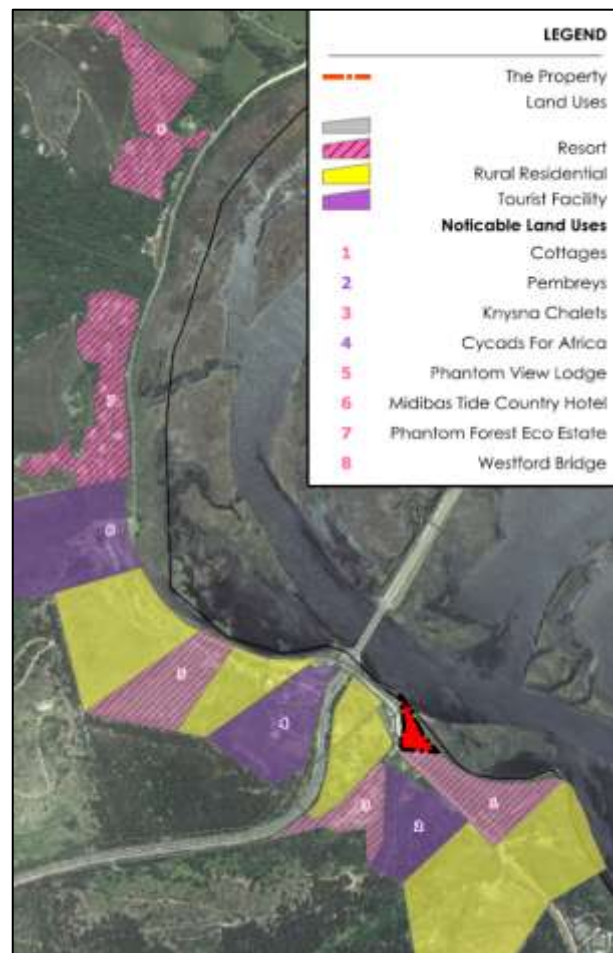 LEGEND
The Property
Land Uses
Resort
Rural Residential
Tourist Facility
Noticable Land Uses
1 Cottages
2 Pembreys
3 Knysna Chalets
4 Cycads For Africa
5 Phantom View Lodge
6 Midibas Tide Country Hotel
7 Phantom Forest Eco Estate
8 Westford Bridge